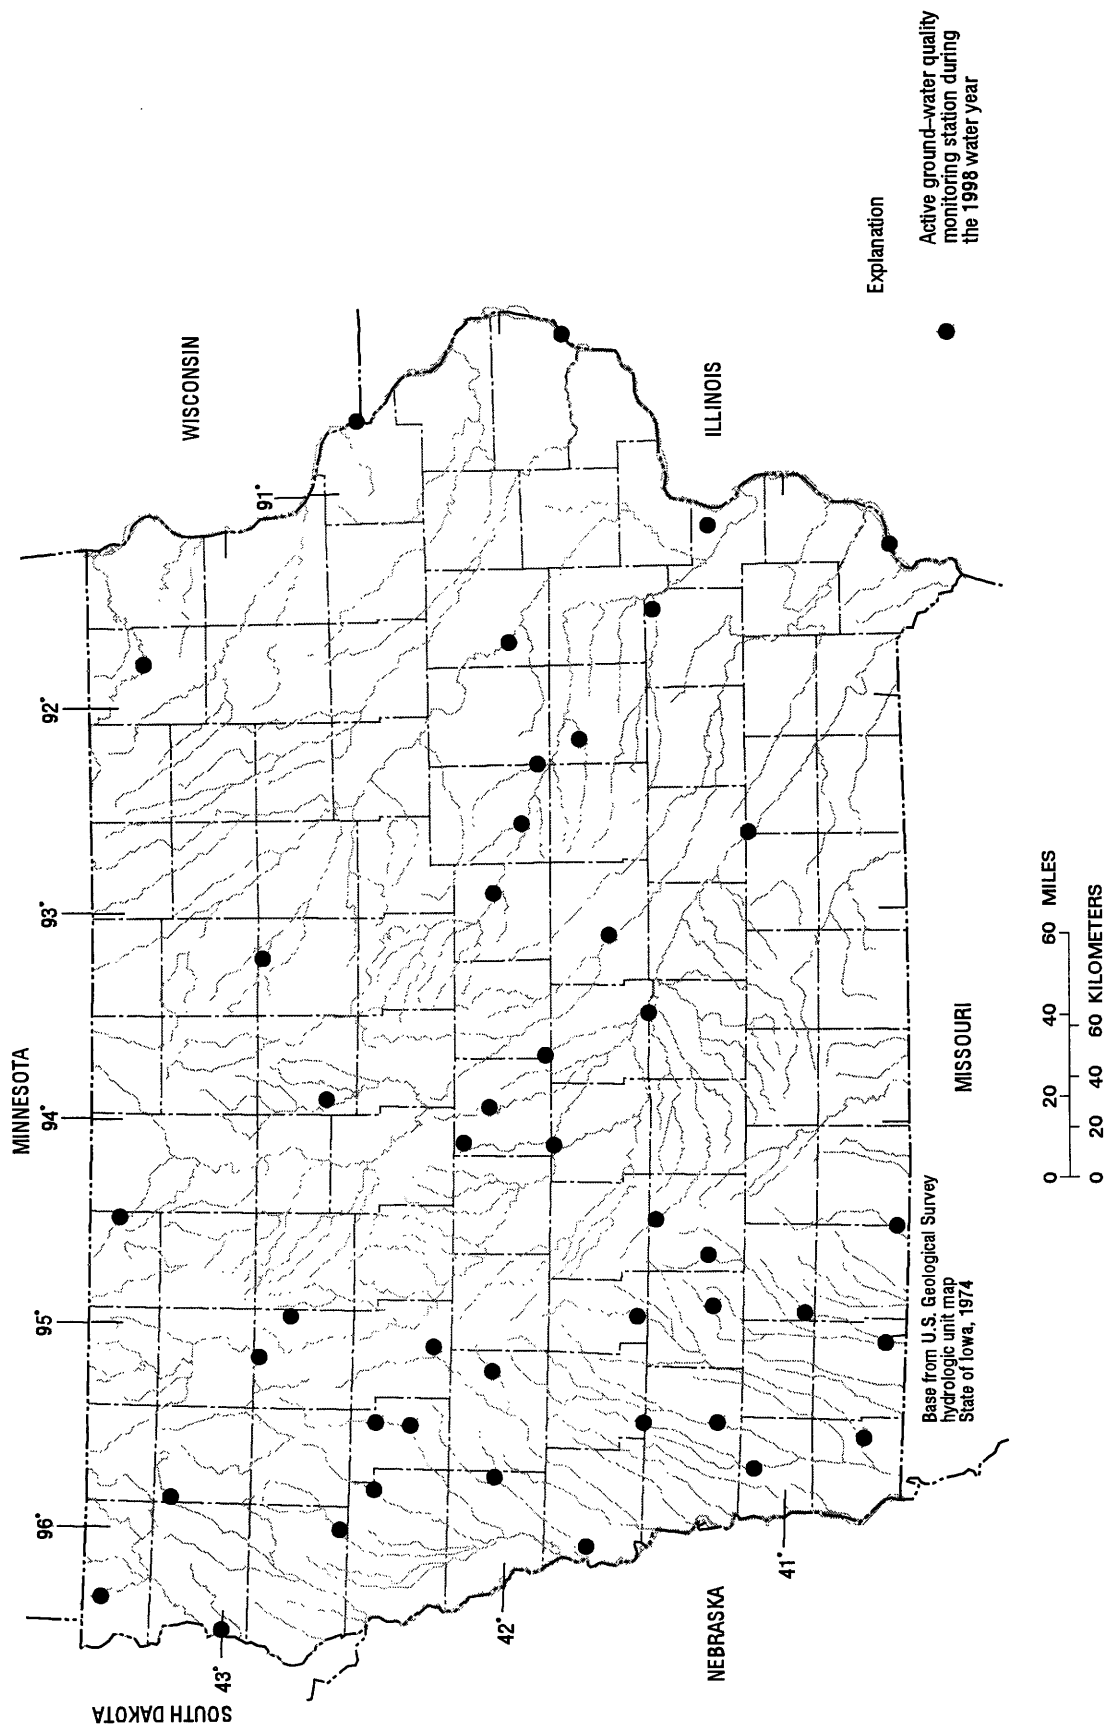 MINNESOTA
96°
95°
94°
93°
92°
91°
SOUTH DAKOTA
43°
WISCONSIN
42°
NEBRASKA
41°
ILLINOIS
MISSOURI
Base from U.S. Geological Survey
hydrologic unit map
State of Iowa, 1974
0 20 40 60 MILES
0 20 40 60 KILOMETERS
Explanation
Active ground–water quality
monitoring station during
the 1998 water year